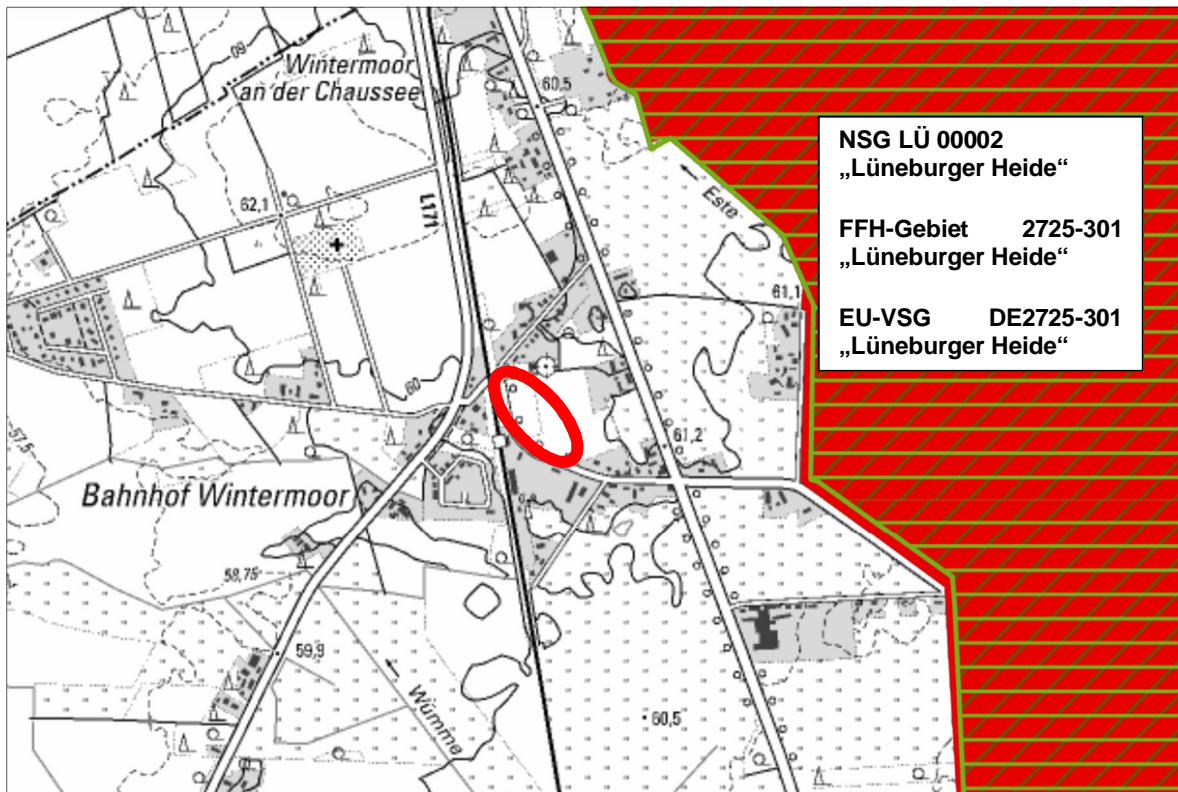 Wintermoor
an der Chaussee
60
60,5
NSG LÜ 00002
„Lüneburger Heide“
FFH-Gebiet 2725-301
„Lüneburger Heide“
EU-VSG DE2725-301
„Lüneburger Heide“
Este
62,1
L171
61,1
60
57,5
61,2
Bahnhof Wintermoor
58,75
59,9
Wümme
60,5